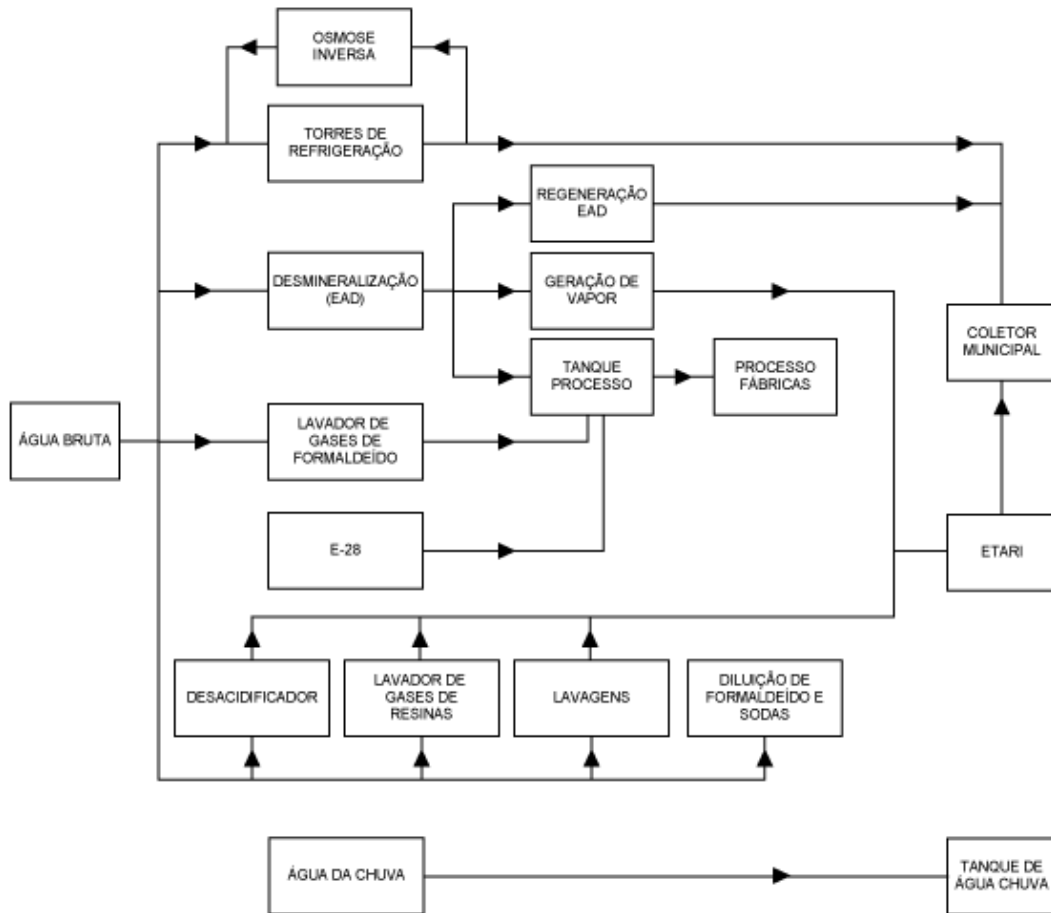 OSMOSE
INVERSA
TORRES DE
REFRIGERAÇÃO
REGENERAÇÃO
EAD
DESMINERALIZAÇÃO
(EAD)
GERAÇÃO DE
VAPOR
COLETOR
MUNICIPAL
TANQUE
PROCESSO
PROCESSO
FÁBRICAS
ÁGUA BRUTA
LAVADOR DE
GASES DE
FORMALDEÍDO
E-28
ETARI
DESACIDIFICADOR
LAVADOR DE
GASES DE
RESINAS
LAVAGENS
DILUIÇÃO DE
FORMALDEÍDO E
SODAS
ÁGUA DA CHUVA
TANQUE DE
ÁGUA CHUVA